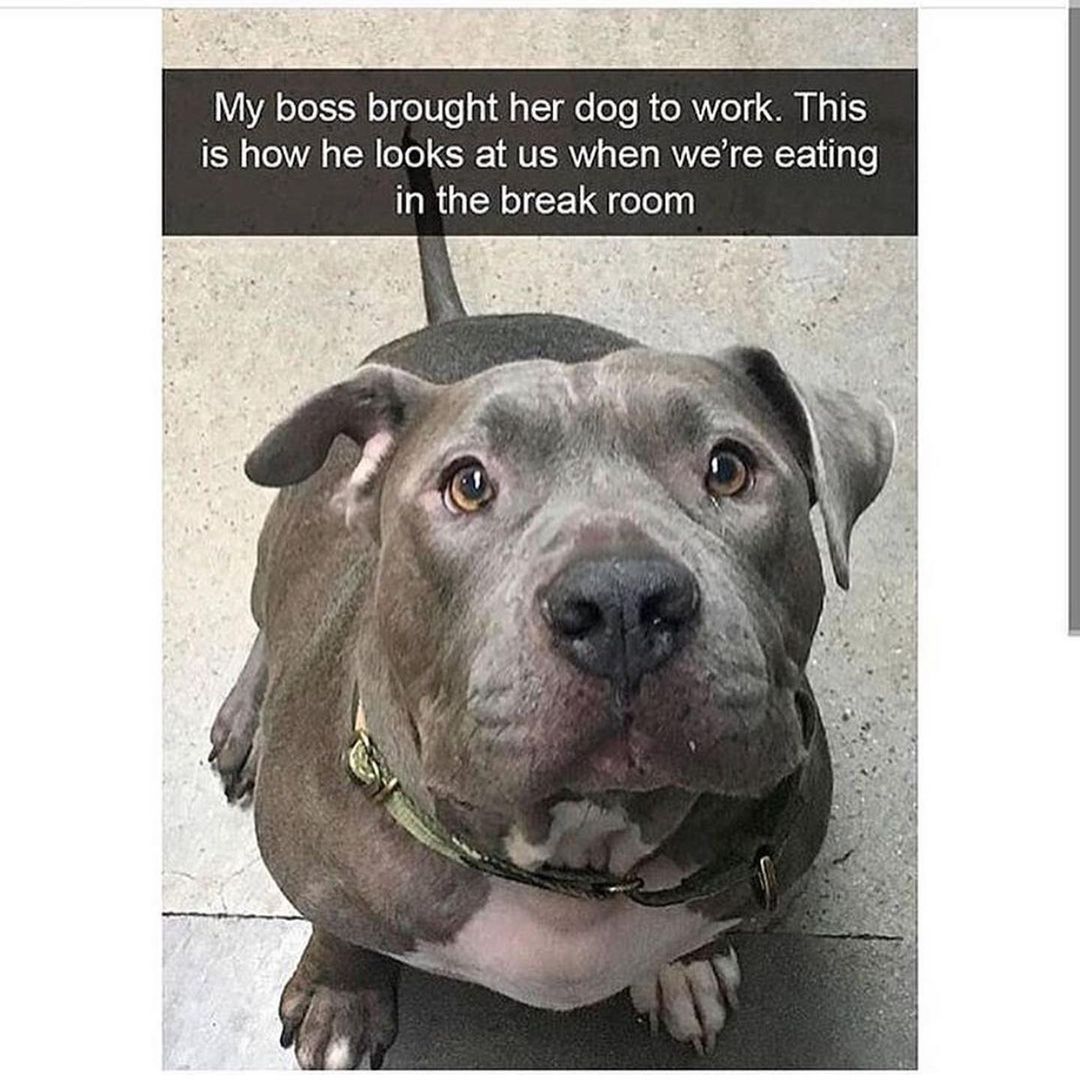 My boss brought her dog to work. This
is how he looks at us when we’re eating
in the break room